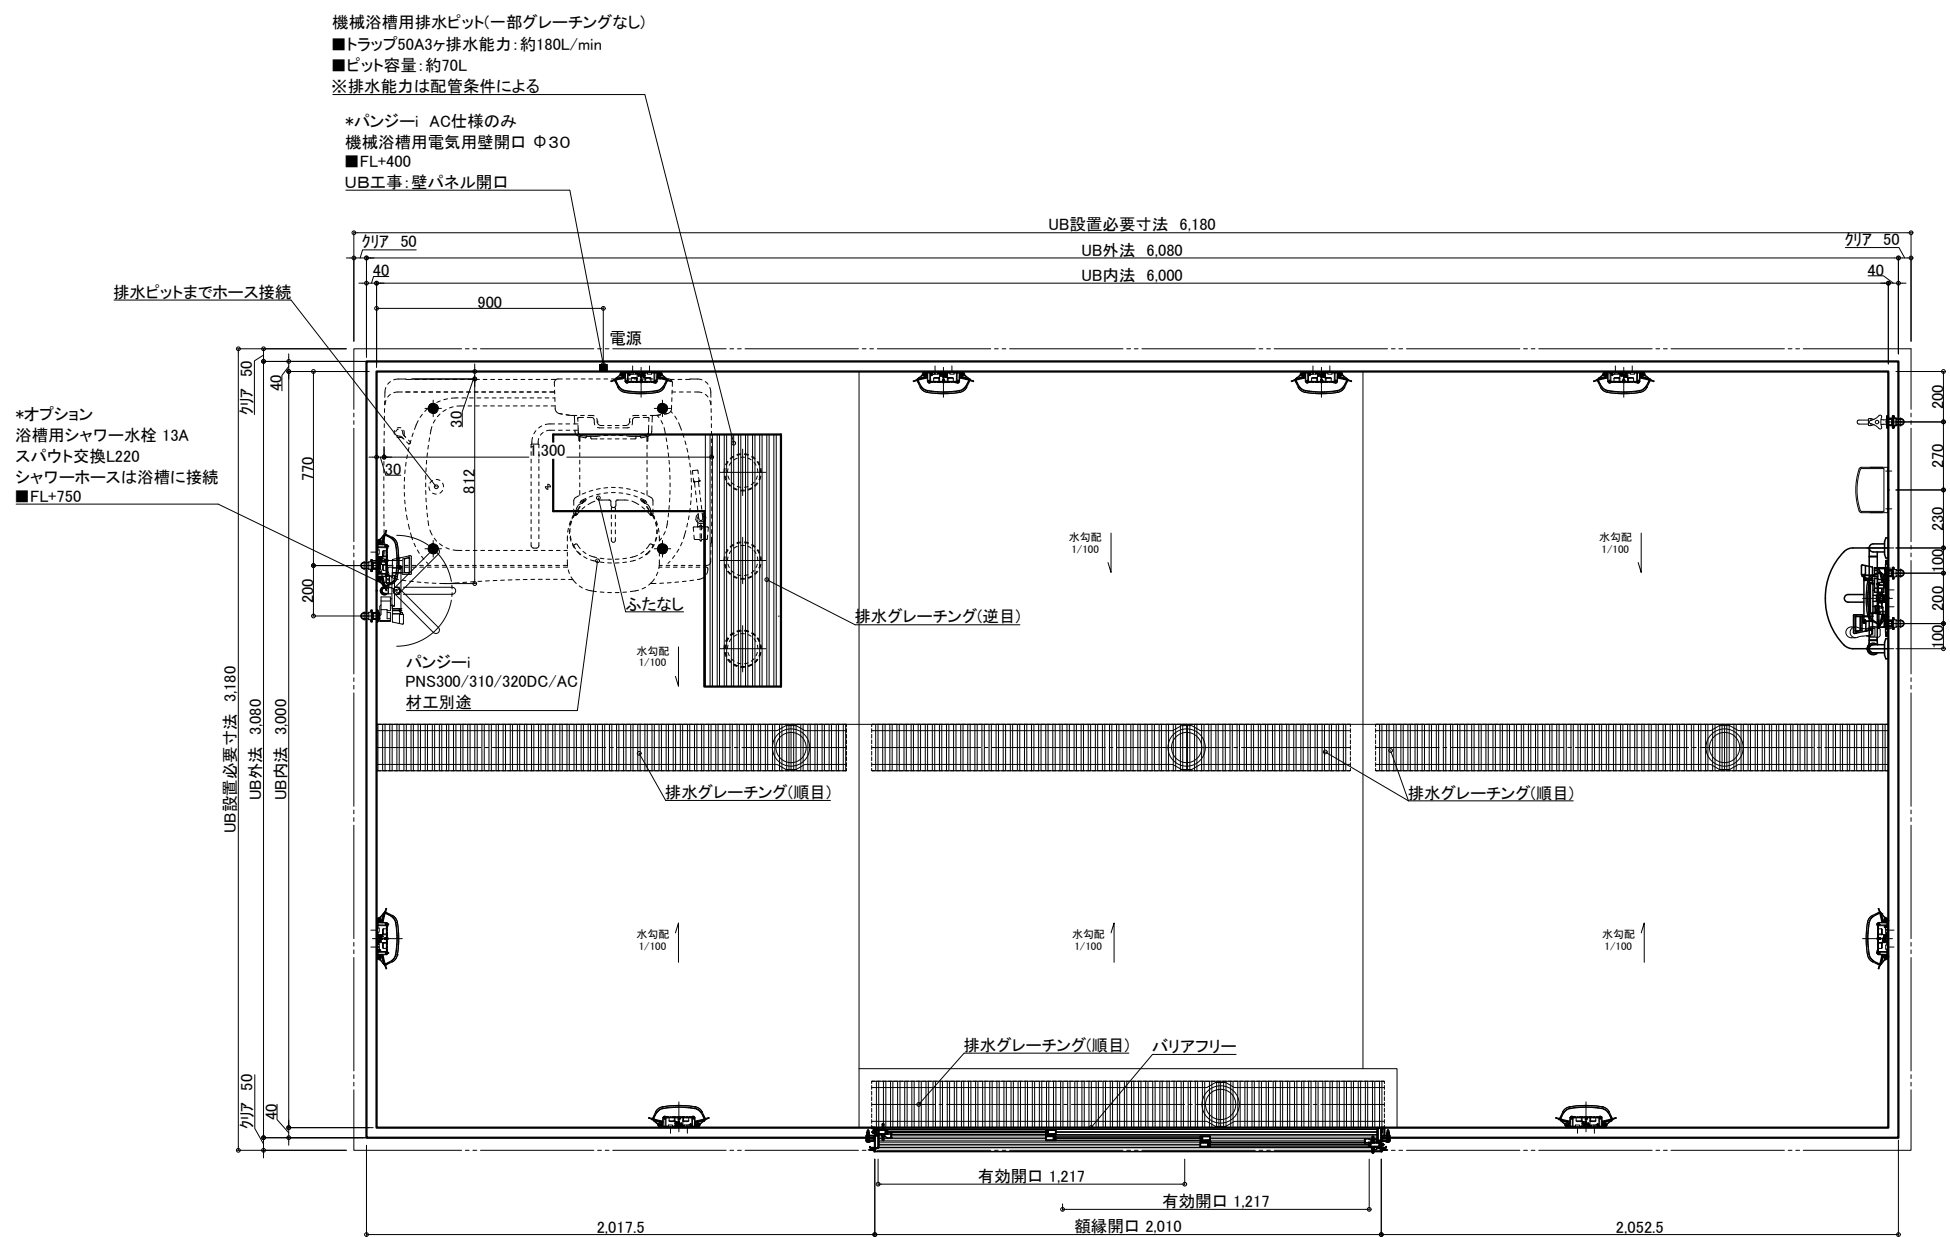 機械浴槽用排水ピット(一部グレーチングなし)
■トラップ50A3ヶ排水能力:約180L/min
■ピット容量:約70L
※排水能力は配管条件による
*パンジーi AC仕様のみ
機械浴槽用電気用壁開口 Φ30
■FL+400
UB工事:壁パネル開口
UB設置必要寸法 6,180
クリア 50
クリア 50
UB外法 6,080
40
UB内法 6,000
40
排水ピットまでホース接続
900
電源
クリア 50
40
*オプション
浴槽用シャワー水栓 13A
スパウト交換L220
シャワーホースは浴槽に接続
■FL+750
770
200
30
1,300
30
812
200
270
230
100
200
100
水勾配
1/100
水勾配
1/100
ふたなし
排水グレーチング(逆目)
水勾配
1/100
パンジーi
PNS300/310/320DC/AC
材工別途
UB設置必要寸法 3,180
UB外法 3,080
UB内法 3,000
排水グレーチング(順目)
排水グレーチング(順目)
水勾配
1/100
水勾配
1/100
水勾配
1/100
排水グレーチング(順目)
バリアフリー
クリア 50
40
有効開口 1,217
有効開口 1,217
2,017.5
額縁開口 2,010
2,052.5